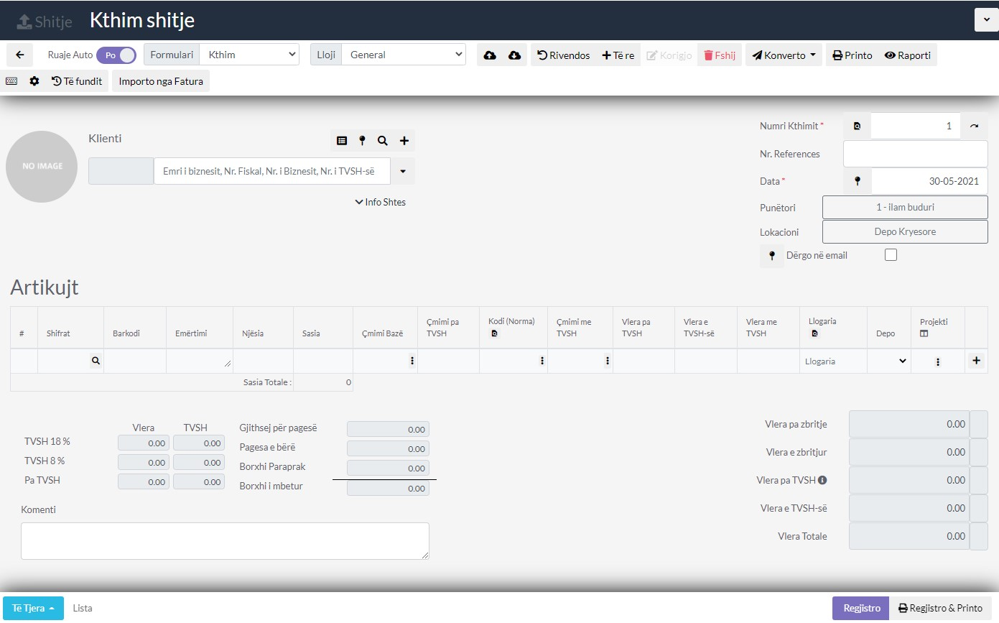 Shitje Kthim shitje
Ruaje Auto Po Formulari Kthim Lloji General Rivendos Të re Korigjo Fshij Konverto Printo Raporti
Të fundit Importo nga Fatura
NO IMAGE
Klienti
Emri i biznesit, Nr. Fiskal, Nr. i Biznesit, Nr. i TVSH-së
Info Shtes
Numri Kthimit * 1
Nr. References
Data * 30-05-2021
Punëtori 1 - ilam buduri
Lokacioni Depo Kryesore
Dërgo në email
Artikujt
# Shifrat Barkodi Emërtimi Njësia Sasia Çmimi Bazë Çmimi pa TVSH Kodi (Norma) Çmimi me TVSH Vlera pa TVSH Vlera e TVSH-së Vlera me TVSH Llogaria Depo Projekti
Llogaria
Sasia Totale : 0
Vlera TVSH
TVSH 18 % 0.00 0.00
TVSH 8 % 0.00 0.00
Pa TVSH 0.00 0.00
Gjithsej për pagesë 0.00
Pagesa e bërë 0.00
Borxhi Paraprak 0.00
Borxhi i mbetur 0.00
Komenti
Vlera pa zbritje 0.00
Vlera e zbritjur 0.00
Vlera pa TVSH 0.00
Vlera e TVSH-së 0.00
Vlera Totale 0.00
Të Tjera Lista Regjistro Regjistro & Printo